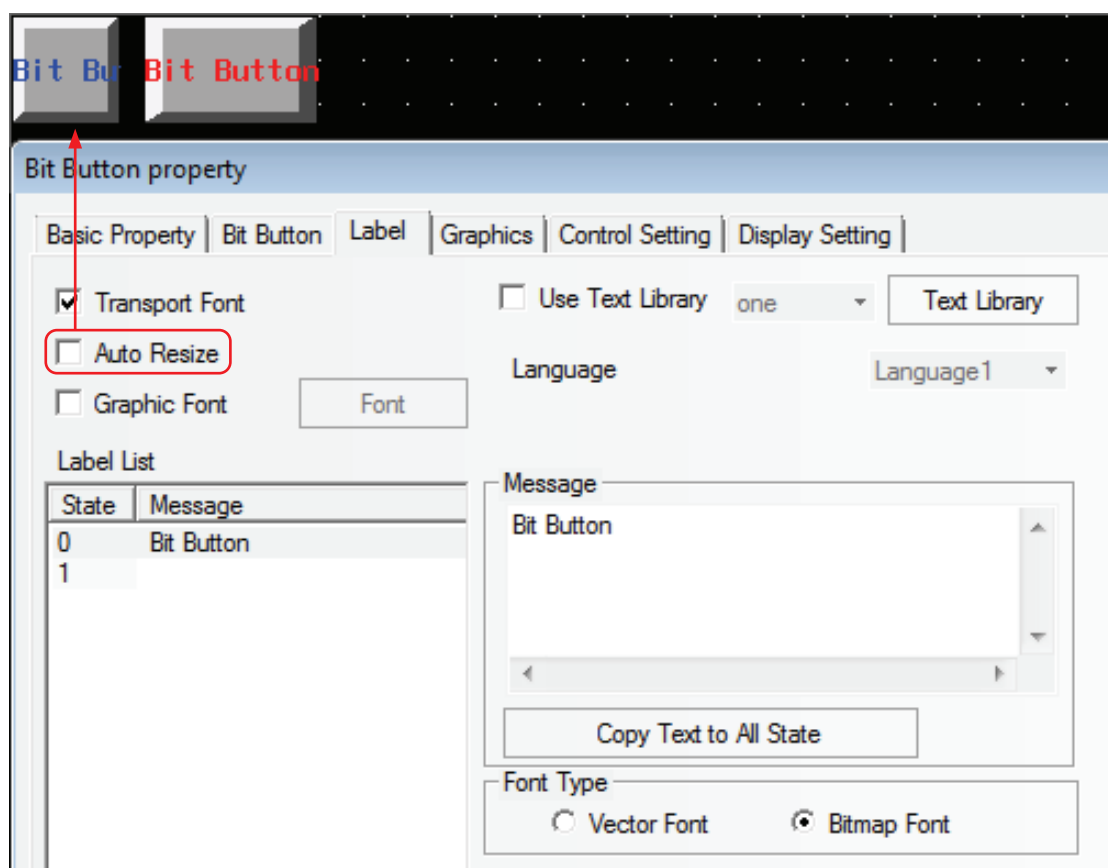 Bit Bu Bit Button
Bit Button property
Basic Property Bit Button Label Graphics Control Setting Display Setting
Transport Font Use Text Library one Text Library
Auto Resize
Language Language1
Graphic Font Font
Label List
Message
State Message
Bit Button
0 Bit Button
1
Copy Text to All State
Font Type
Vector Font Bitmap Font